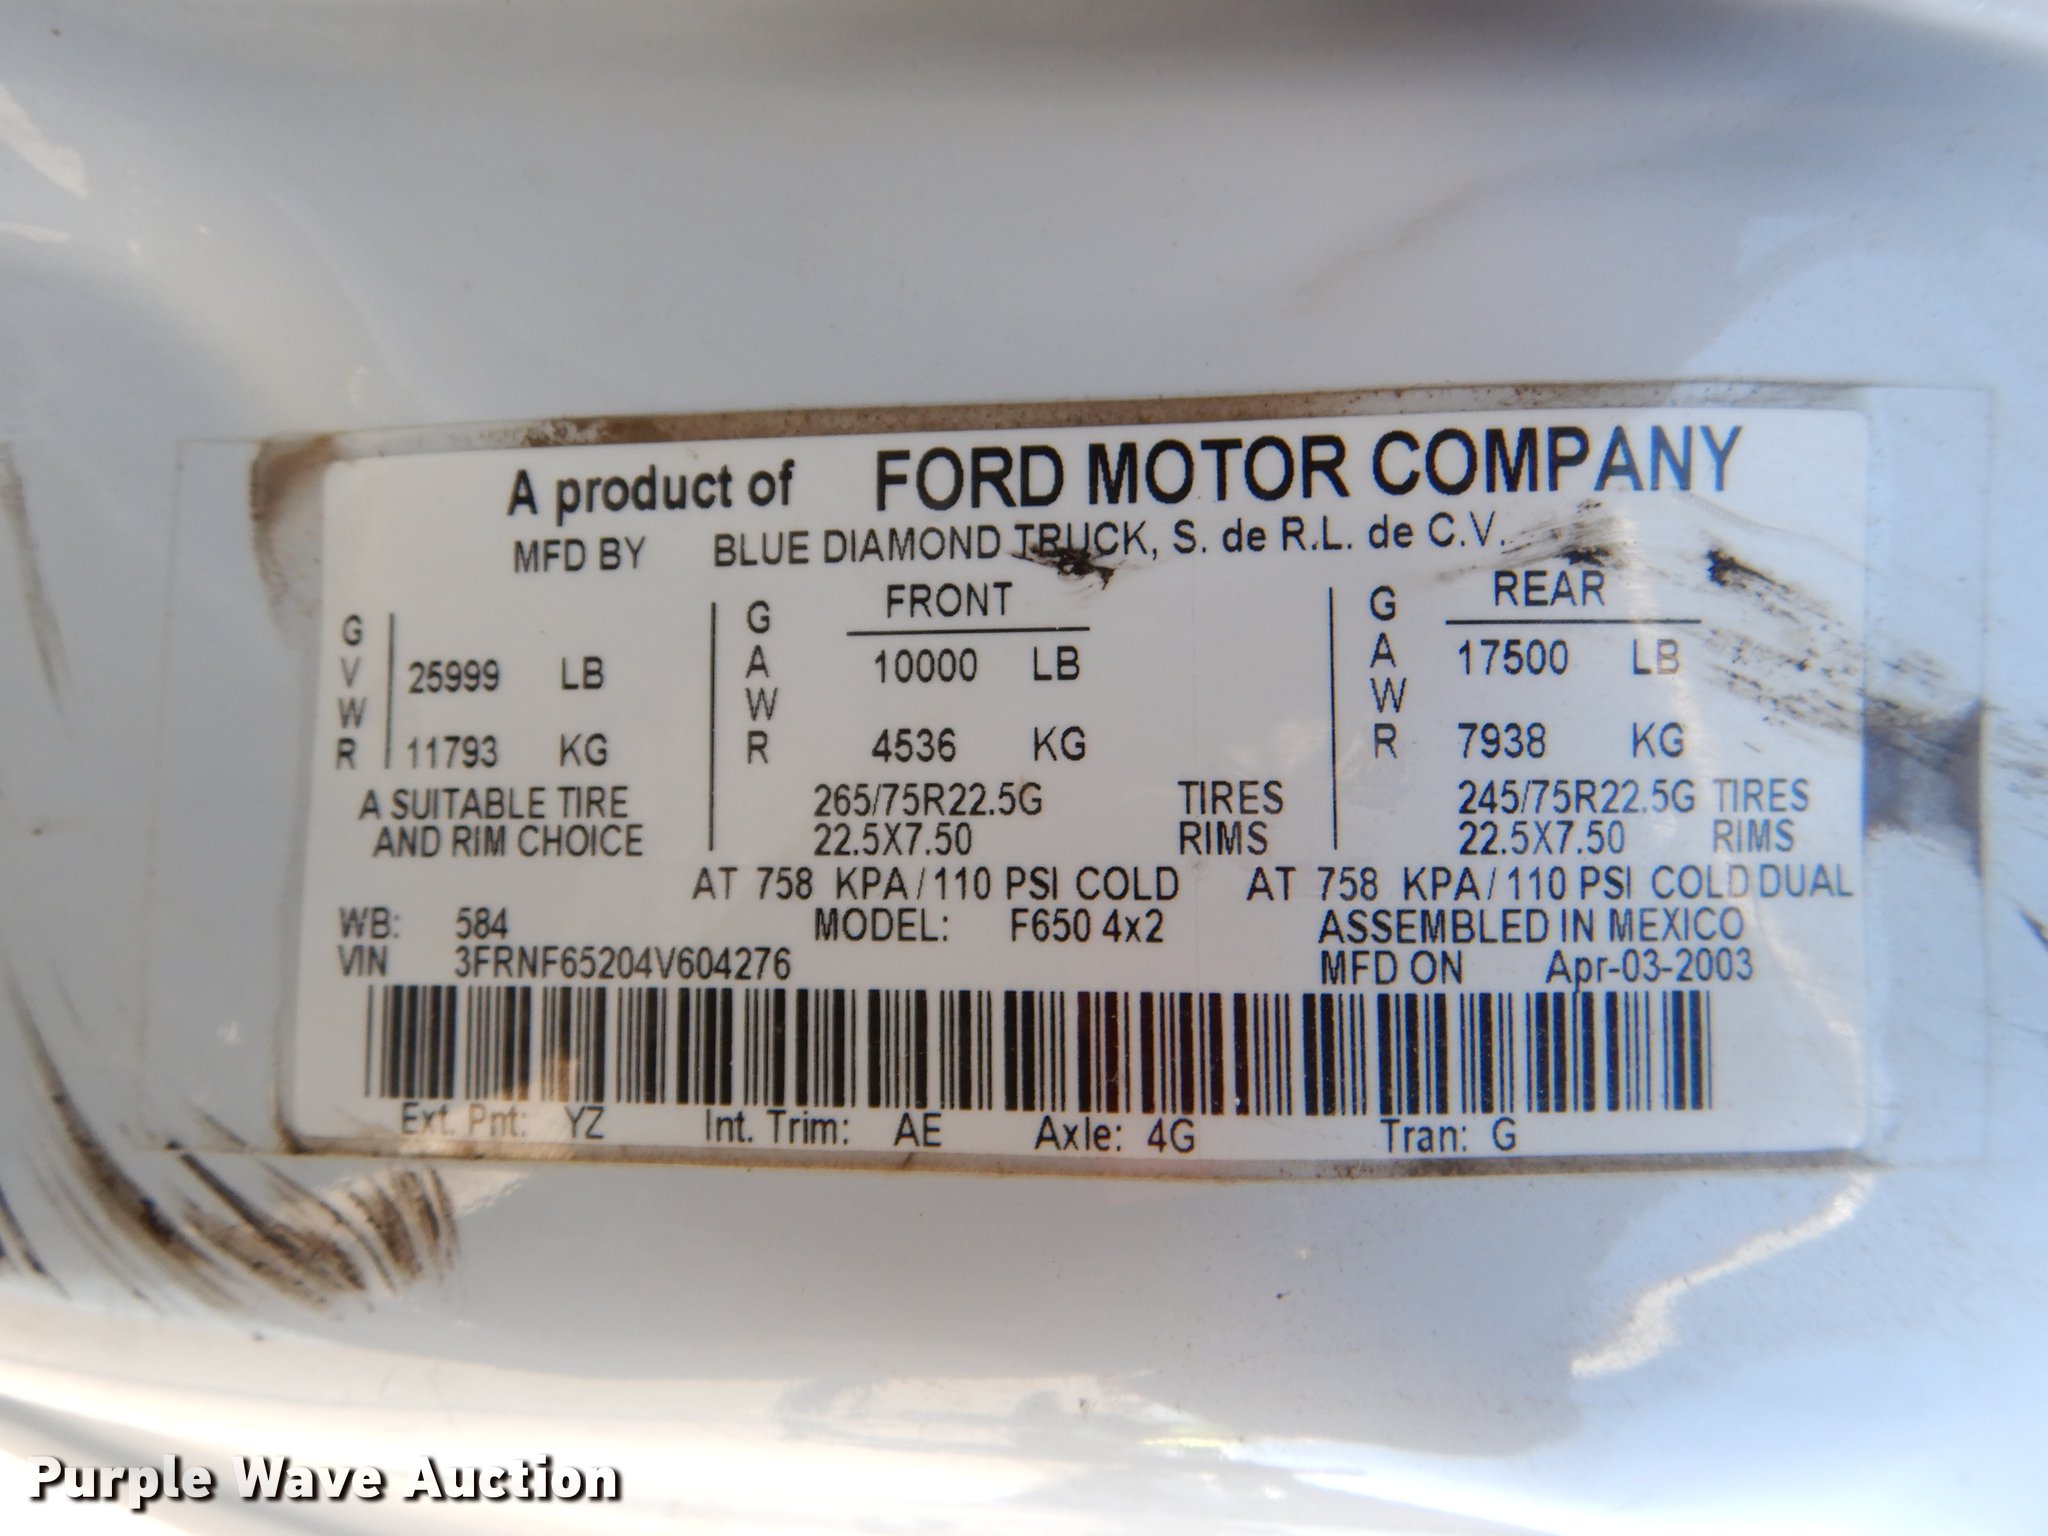 A product of FORD MOTOR COMPANY
MFD BY BLUE DIAMOND TRUCK, S. de R.L. de C.V.
GVWR 25999 LB
11793 KG
GAWR FRONT
10000 LB
4536 KG
GAWR REAR
17500 LB
7938 KG
A SUITABLE TIRE 265/75R22.5G TIRES 245/75R22.5G TIRES
AND RIM CHOICE 22.5X7.50 RIMS 22.5X7.50 RIMS
AT 758 KPA / 110 PSI COLD AT 758 KPA / 110 PSI COLD DUAL
WB: 584 MODEL: F650 4x2 ASSEMBLED IN MEXICO
VIN 3FRNF65204V604276 MFD ON Apr-03-2003
Ext. Pnt: YZ Int. Trim: AE Axle: 4G Tran: G
Purple Wave Auction